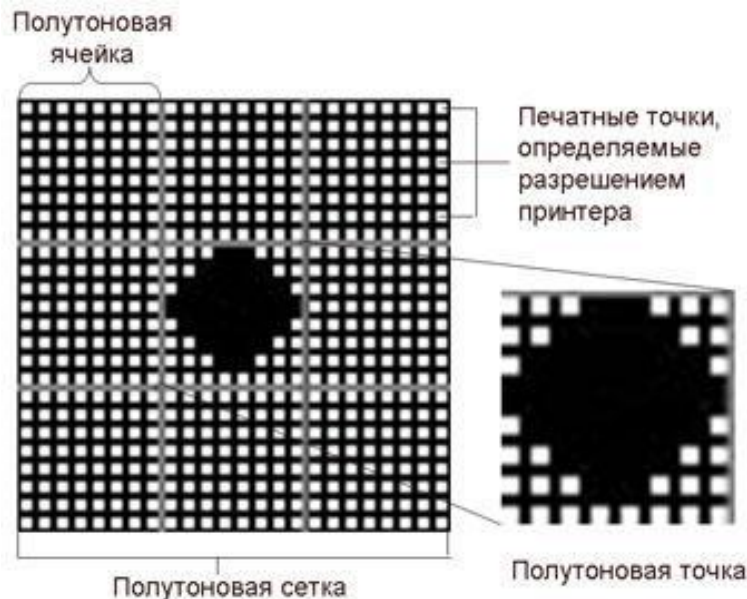 Полутоновая
ячейка
Печатные точки,
определяемые
разрешением
принтера
Полутоновая точка
Полутоновая сетка